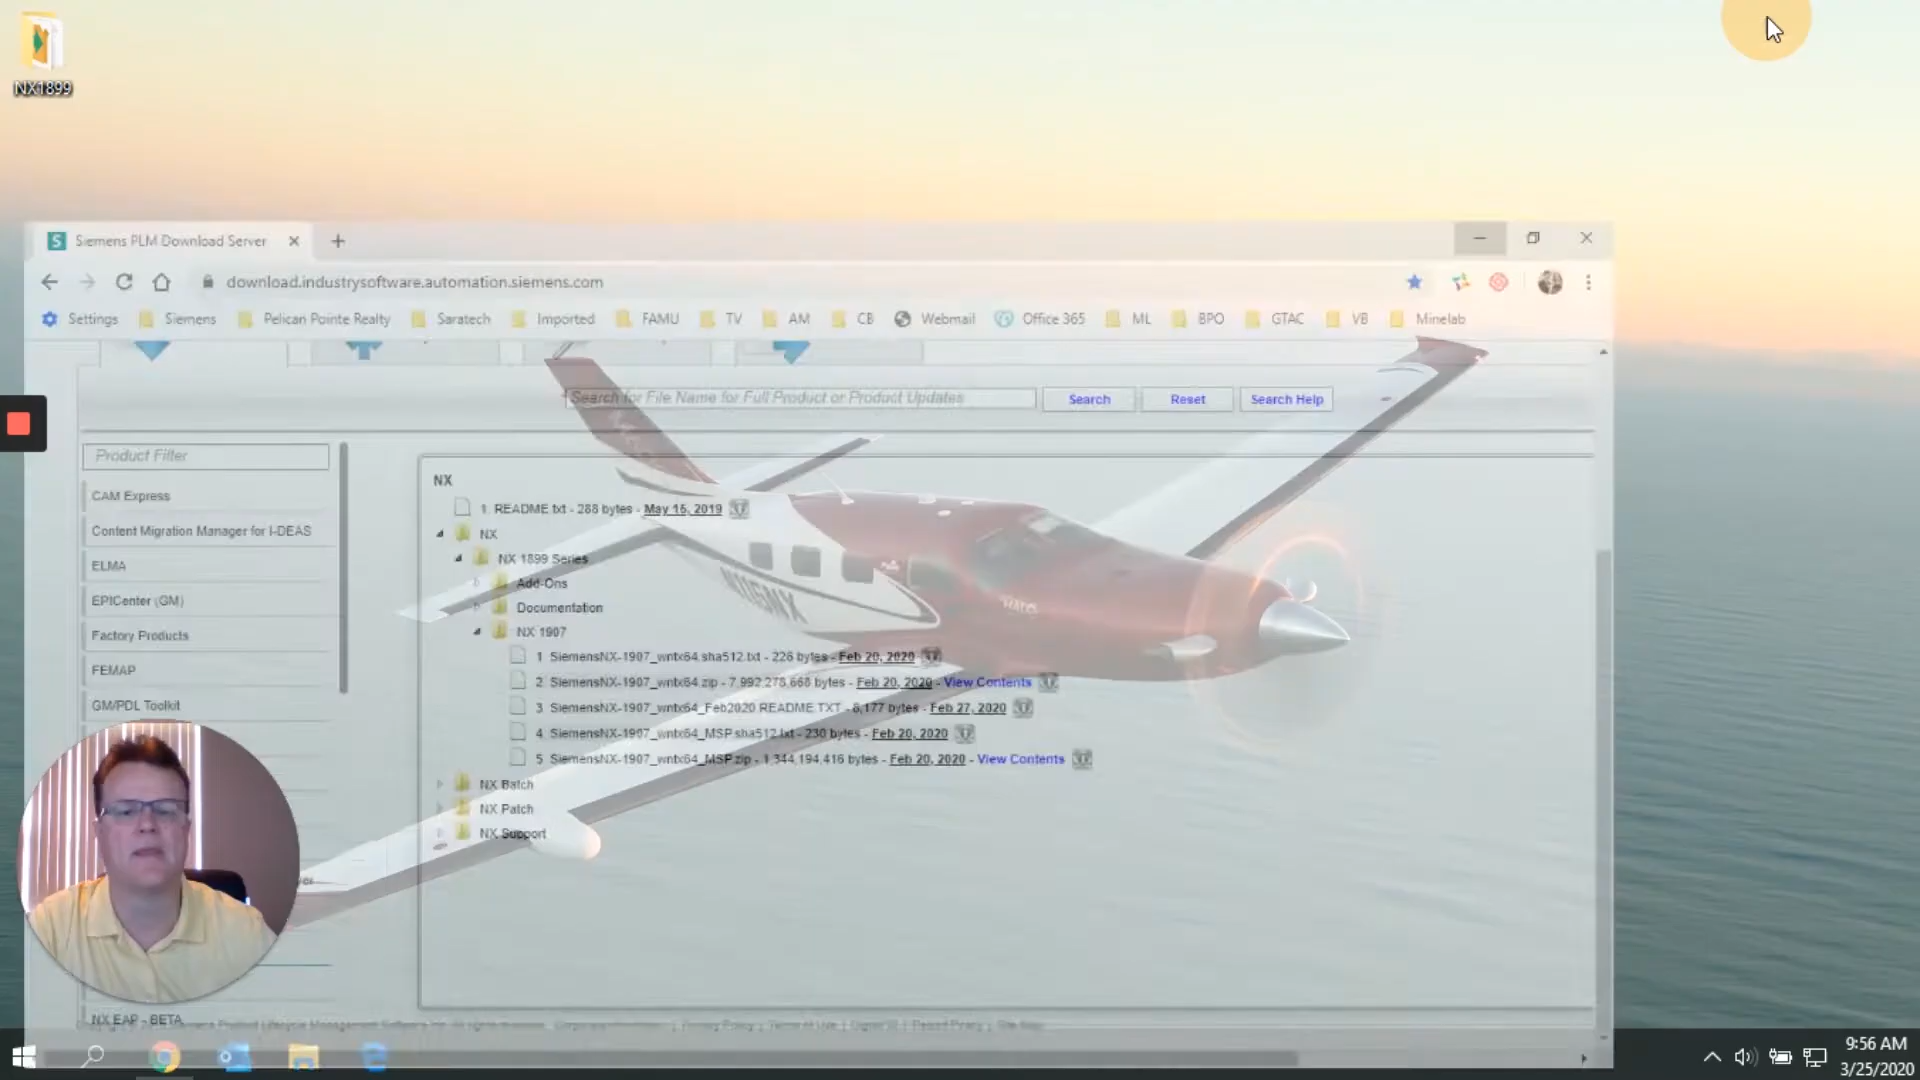 NX1899
Siemens PLM Download Server
download.industrysoftware.automation.siemens.com
Settings Siemens Pelican Pointe Realty Saratech Imported FAMU TV AM CB Webmail Office 365 ML BPO GTAC VB Minelab
Search for File Name for Full Product or Product Updates Search Reset Search Help
Product Filter
CAM Express
Content Migration Manager for I-DEAS
ELMA
EPICenter (GM)
Factory Products
FEMAP
GM/PDL Toolkit
NX EAP - BETA
NX
1. README.txt - 288 bytes - May 15, 2019
NX
NX 1899 Series
Add-Ons
Documentation
NX 1907
1 SiemensNX-1907_wntx64.sha512.txt - 226 bytes - Feb 20, 2020
2 SiemensNX-1907_wntx64.zip - 7,992,278,668 bytes - Feb 20, 2020 - View Contents
3 SiemensNX-1907_wntx64_Feb2020 README.TXT - 8,177 bytes - Feb 27, 2020
4 SiemensNX-1907_wntx64_MSP.sha512.txt - 230 bytes - Feb 20, 2020
5 SiemensNX-1907_wntx64_MSP.zip - 1,344,194,416 bytes - Feb 20, 2020 - View Contents
NX Batch
NX Patch
NX Support
9:56 AM
3/25/2020